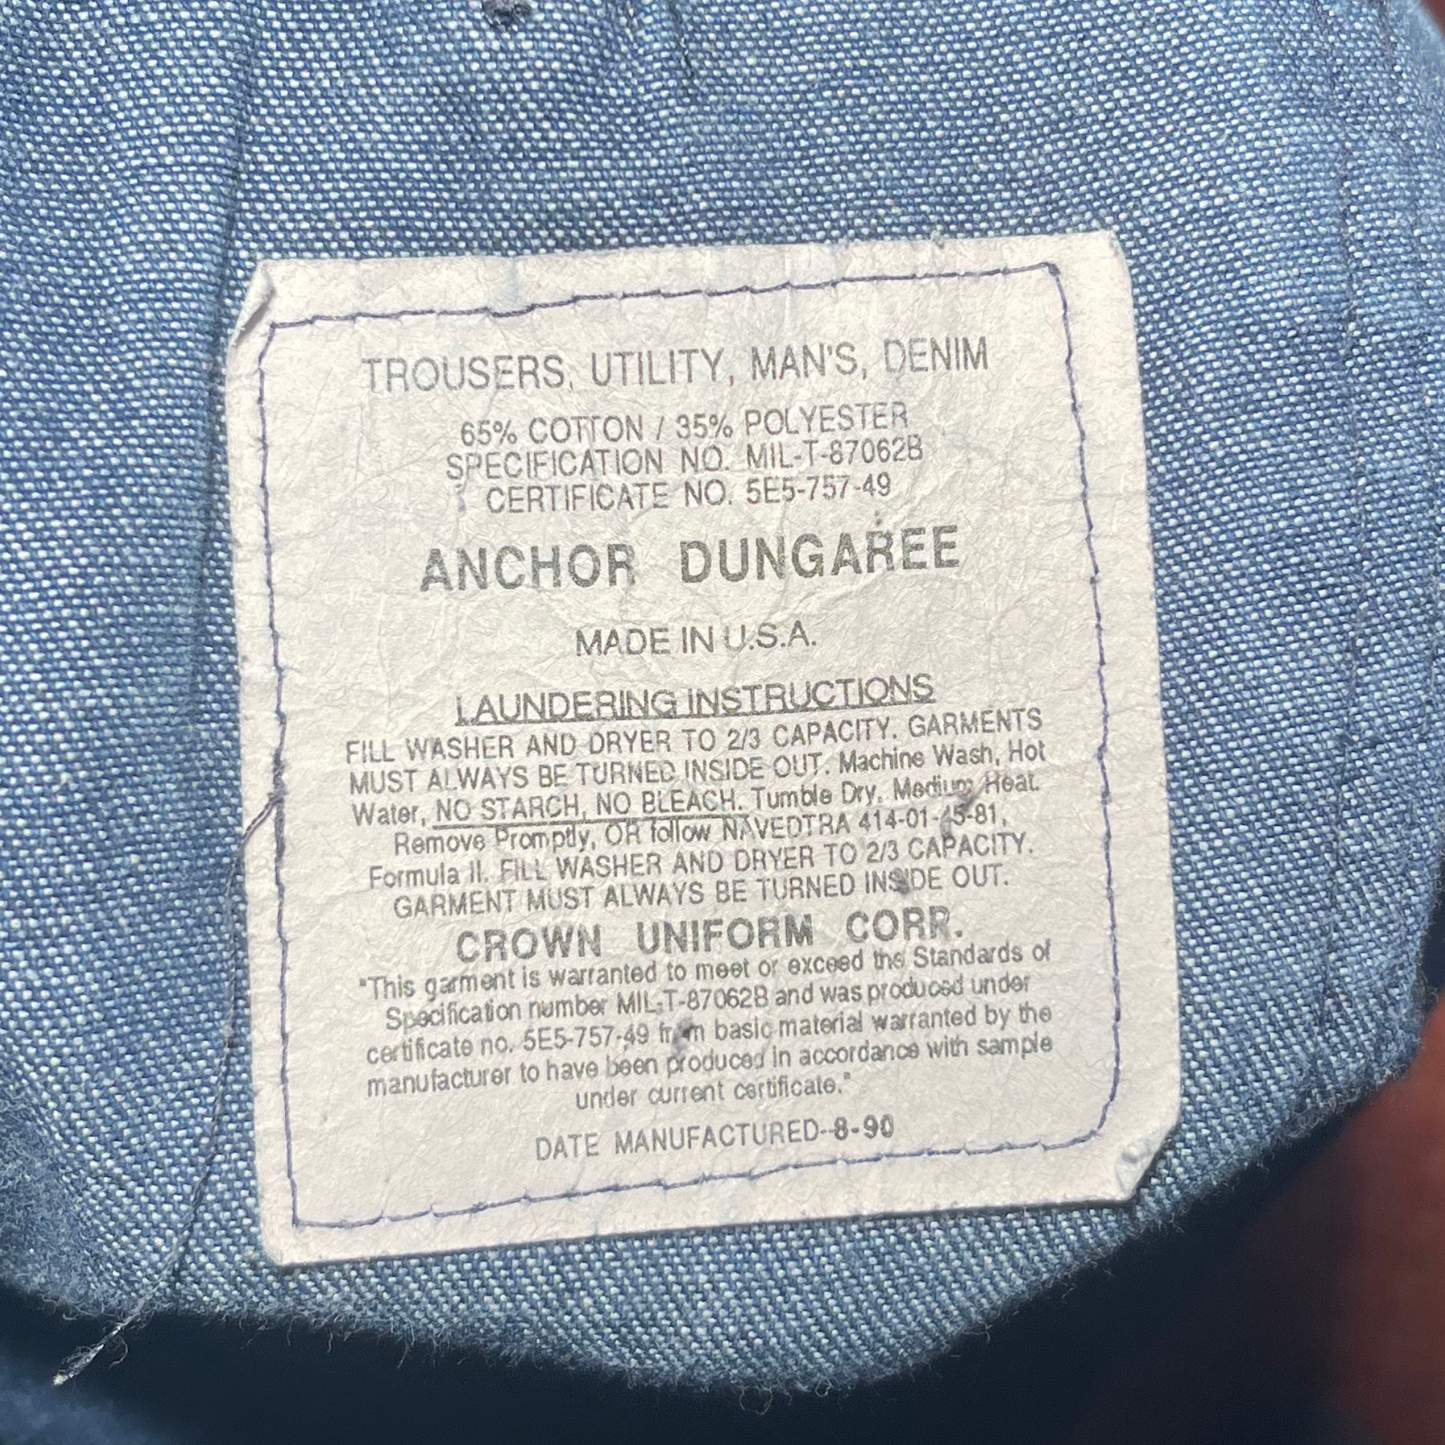 TROUSERS, UTILITY, MAN'S, DENIM
65% COTTON / 35% POLYESTER
SPECIFICATION NO. MIL-T-87062B
CERTIFICATE NO. 5E5-757-49
ANCHOR DUNGAREE
MADE IN U.S.A.
LAUNDERING INSTRUCTIONS
FILL WASHER AND DRYER TO 2/3 CAPACITY. GARMENTS
MUST ALWAYS BE TURNED INSIDE OUT. Machine Wash, Hot
Water, NO STARCH, NO BLEACH. Tumble Dry, Medium Heat.
Remove Promptly, OR follow NAVEDTRA 414-01-45-81,
Formula II. FILL WASHER AND DRYER TO 2/3 CAPACITY.
GARMENT MUST ALWAYS BE TURNED INSIDE OUT.
CROWN UNIFORM CORR.
"This garment is warranted to meet or exceed the Standards of
Specification number MIL-T-87062B and was produced under
certificate no. 5E5-757-49 from basic material warranted by the
manufacturer to have been produced in accordance with sample
under current certificate."
DATE MANUFACTURED--8-90